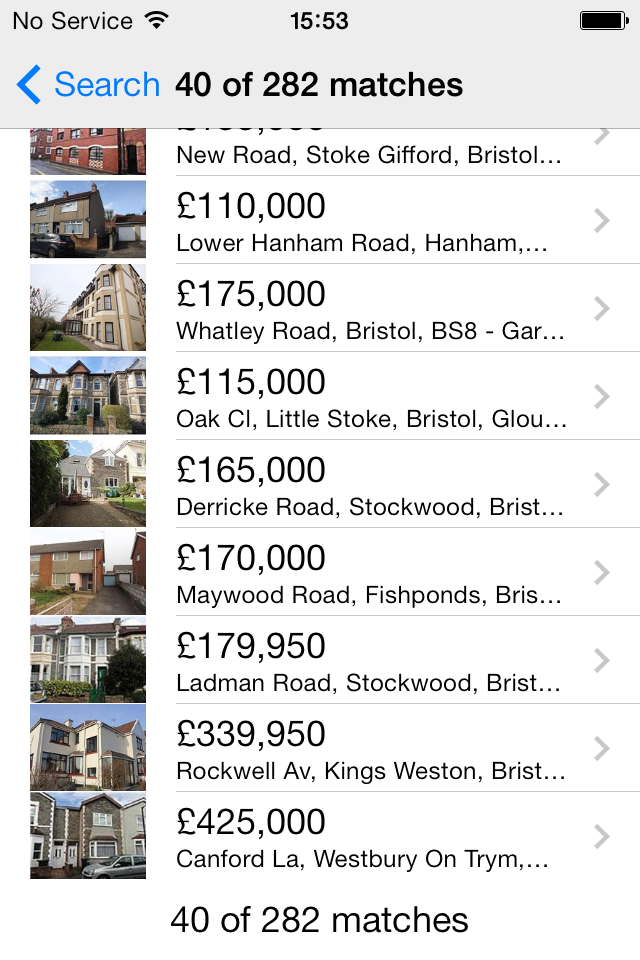 No Service 15:53
Search 40 of 282 matches
New Road, Stoke Gifford, Bristol…
£110,000
Lower Hanham Road, Hanham,…
£175,000
Whatley Road, Bristol, BS8 - Gar…
£115,000
Oak Cl, Little Stoke, Bristol, Glou…
£165,000
Derricke Road, Stockwood, Brist…
£170,000
Maywood Road, Fishponds, Bris…
£179,950
Ladman Road, Stockwood, Brist…
£339,950
Rockwell Av, Kings Weston, Brist…
£425,000
Canford La, Westbury On Trym,…
40 of 282 matches